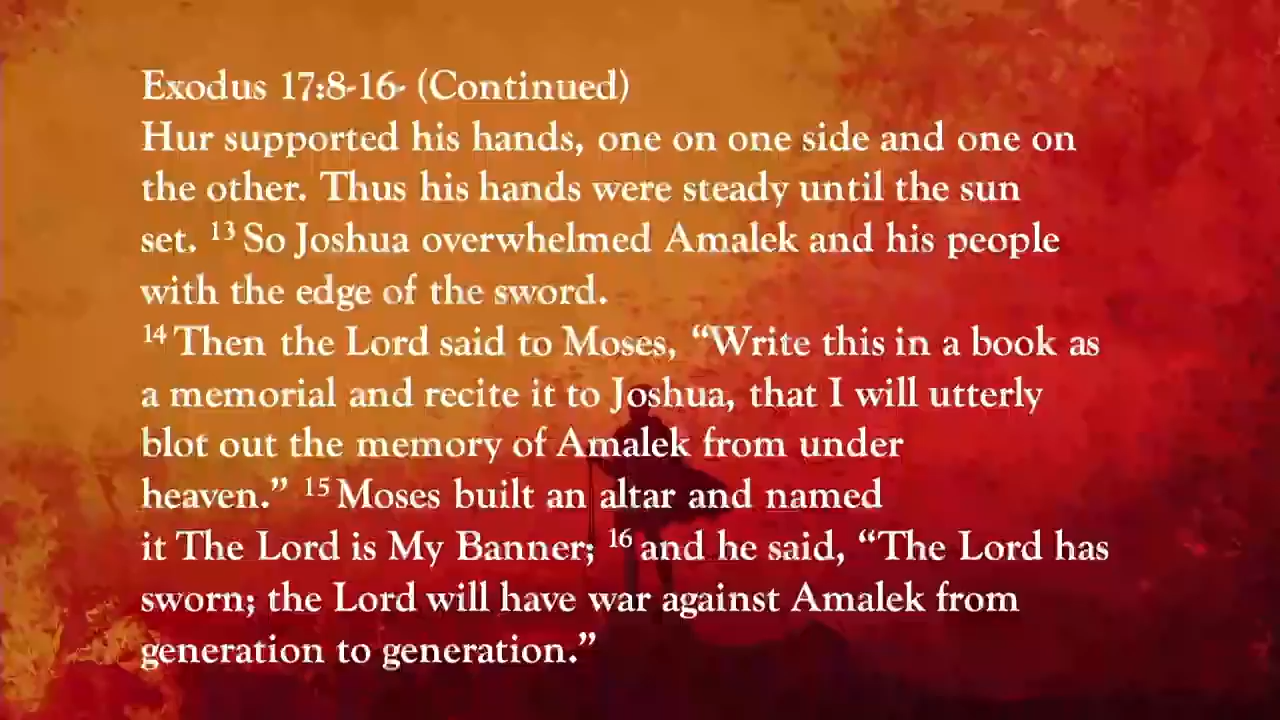 Exodus 17:8-16- (Continued)
Hur supported his hands, one on one side and one on
the other. Thus his hands were steady until the sun
set. ¹³ So Joshua overwhelmed Amalek and his people
with the edge of the sword.
¹⁴ Then the Lord said to Moses, “Write this in a book as
a memorial and recite it to Joshua, that I will utterly
blot out the memory of Amalek from under
heaven.” ¹⁵ Moses built an altar and named
it The Lord is My Banner; ¹⁶ and he said, “The Lord has
sworn; the Lord will have war against Amalek from
generation to generation.”